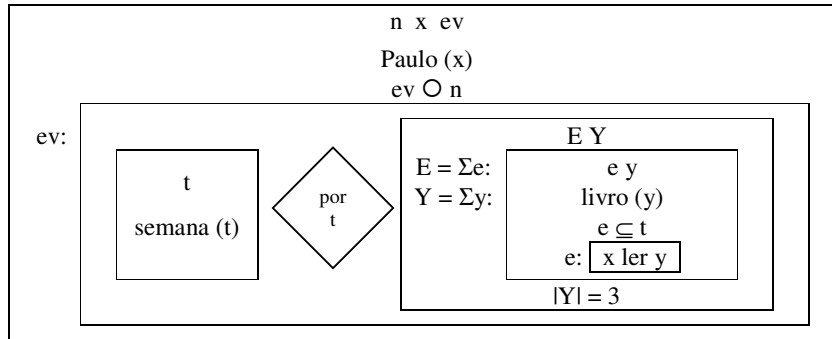 n x ev
Paulo (x)
ev O n
ev:
t
semana (t)
por
t
E Y
E = Σe:
Y = Σy:
e y
livro (y)
e ⊆ t
e: x ler y
|Y| = 3